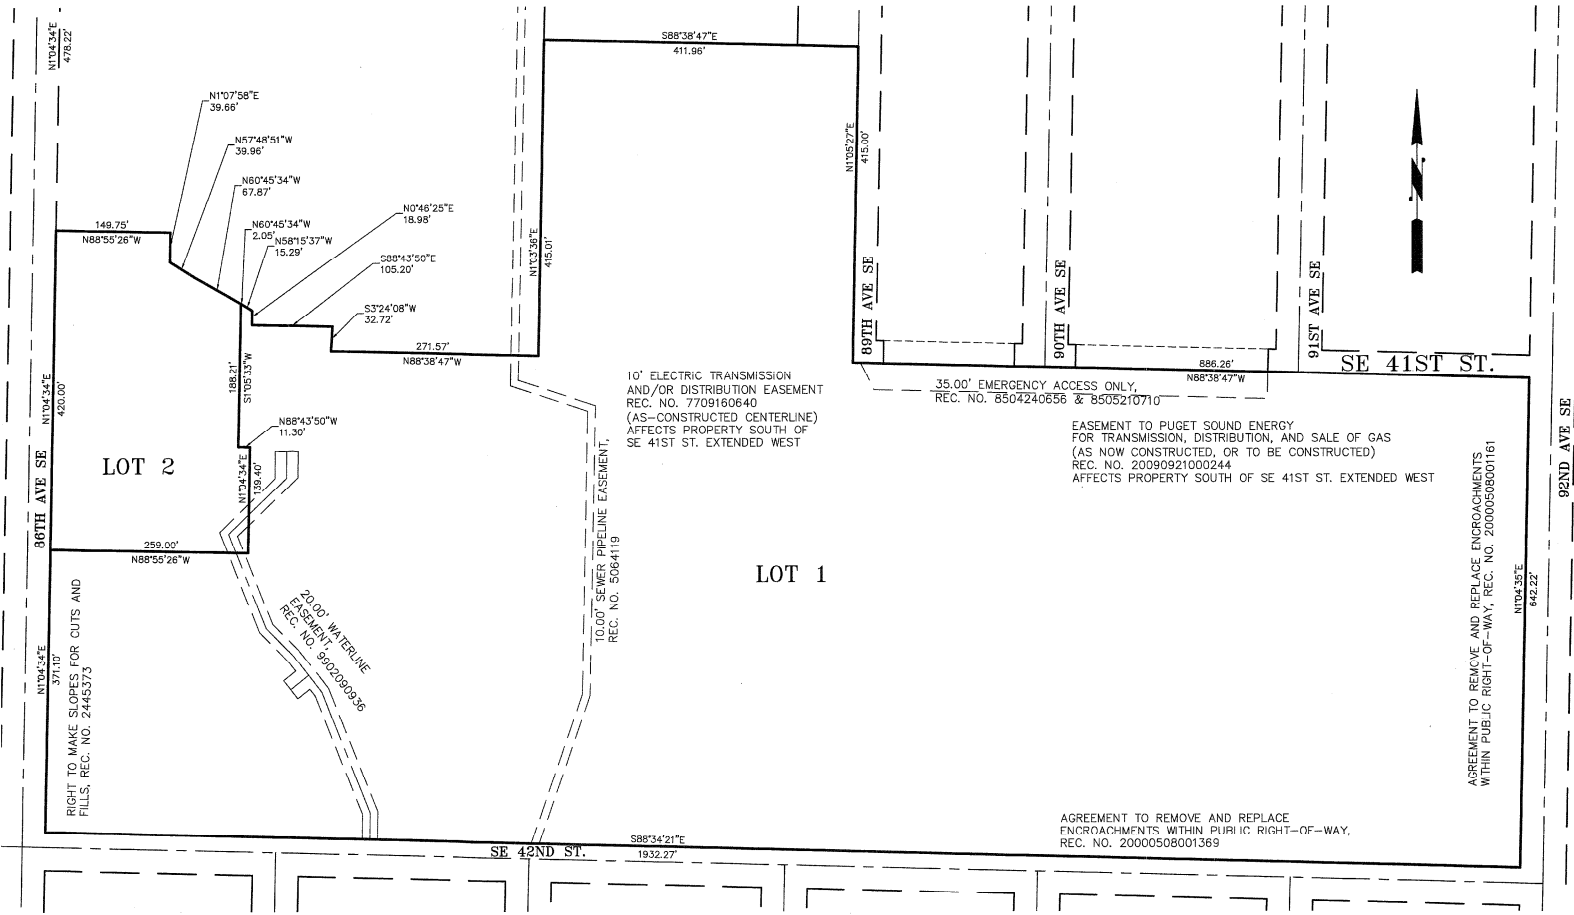 N1°04'34"E
478.22'
S88°38'47"E
411.96'
N1°07'58"E
39.66'
N57°48'51"W
39.96'
N60°45'34"W
67.87'
N60°45'34"W
2.05'
N58°15'37"W
15.29'
N0°46'25"E
18.98'
S88°43'50"E
105.20'
S3°24'08"W
32.72'
149.75'
N88°55'26"W
271.57'
N88°38'47"W
N1°03'36"E
415.01'
N1°05'27"E
415.00'
N
89TH AVE SE
90TH AVE SE
91ST AVE SE
SE 41ST ST.
886.26'
N88°38'47"W
35.00' EMERGENCY ACCESS ONLY,
REC. NO. 8504240656 & 8505210710
10' ELECTRIC TRANSMISSION
AND/OR DISTRIBUTION EASEMENT
REC. NO. 7709160640
(AS-CONSTRUCTED CENTERLINE)
AFFECTS PROPERTY SOUTH OF
SE 41ST ST. EXTENDED WEST
EASEMENT TO PUGET SOUND ENERGY
FOR TRANSMISSION, DISTRIBUTION, AND SALE OF GAS
(AS NOW CONSTRUCTED, OR TO BE CONSTRUCTED)
REC. NO. 20090921000244
AFFECTS PROPERTY SOUTH OF SE 41ST ST. EXTENDED WEST
N1°04'34"E
420.00'
188.21'
S1°05'33"W
N88°43'50"W
11.30'
N1°04'34"E
139.40'
LOT 2
86TH AVE SE
259.00'
N88°55'26"W
LOT 1
10.00' SEWER PIPELINE EASEMENT,
REC. NO. 5064119
20.00' WATERLINE
EASEMENT,
REC. NO. 9902090936
N1°04'34"E
371.10'
RIGHT TO MAKE SLOPES FOR CUTS AND
FILLS, REC. NO. 2445373
92ND AVE SE
N1°04'35"E
642.22'
AGREEMENT TO REMOVE AND REPLACE ENCROACHMENTS
WITHIN PUBLIC RIGHT-OF-WAY, REC. NO. 20000508001161
AGREEMENT TO REMOVE AND REPLACE
ENCROACHMENTS WITHIN PUBLIC RIGHT-OF-WAY,
REC. NO. 20000508001369
S88°34'21"E
1932.27'
SE 42ND ST.